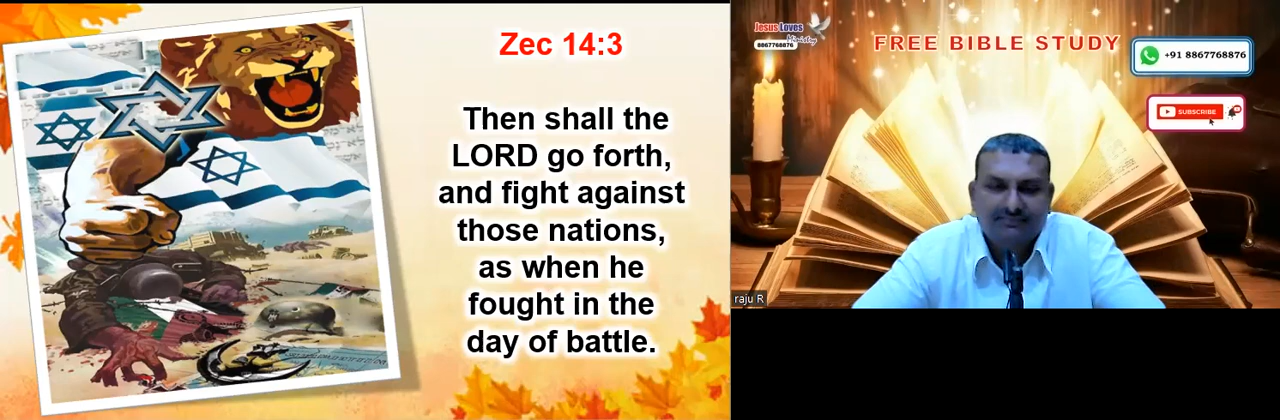 Zec 14:3
Then shall the
LORD go forth,
and fight against
those nations,
as when he
fought in the
day of battle.
Jesus Loves
Ministry
8867768876
FREE BIBLE STUDY
+91 8867768876
SUBSCRIBE
raju R